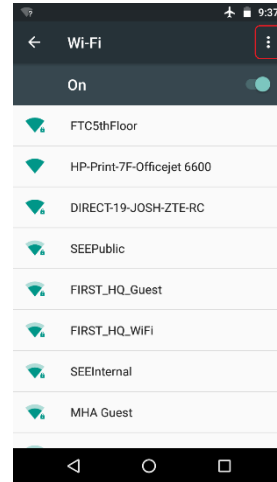 9:37
Wi-Fi
On
FTC5thFloor
HP-Print-7F-Officejet 6600
DIRECT-19-JOSH-ZTE-RC
SEEPublic
FIRST_HQ_Guest
FIRST_HQ_WiFi
SEEInternal
MHA Guest